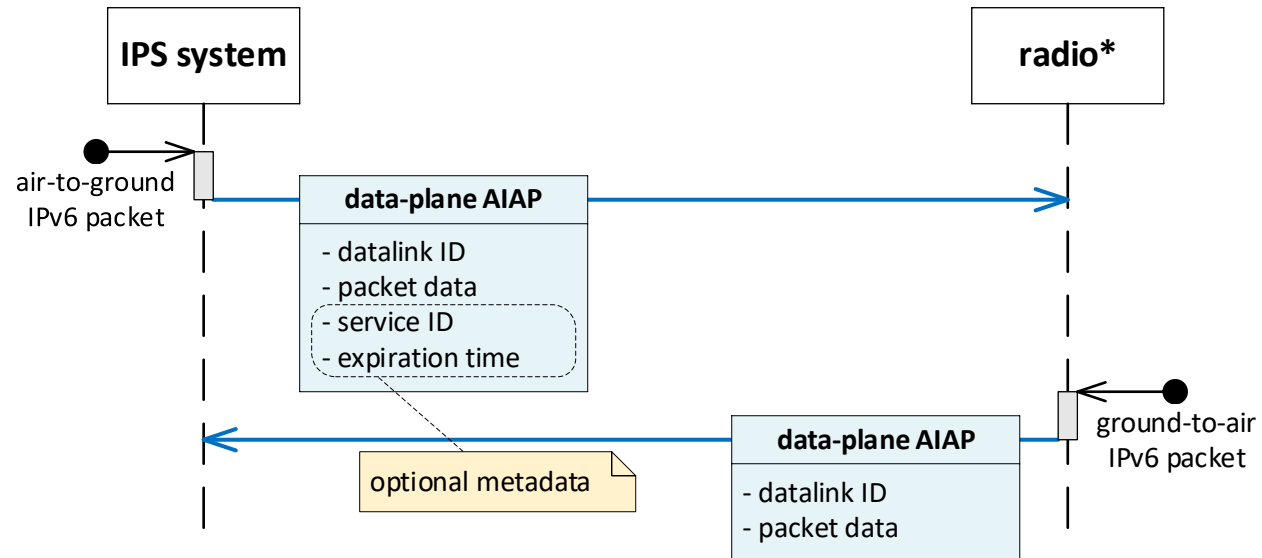 IPS system
radio*
air-to-ground
IPv6 packet
data-plane AIAP
- datalink ID
- packet data
- service ID
- expiration time
optional metadata
ground-to-air
IPv6 packet
data-plane AIAP
- datalink ID
- packet data